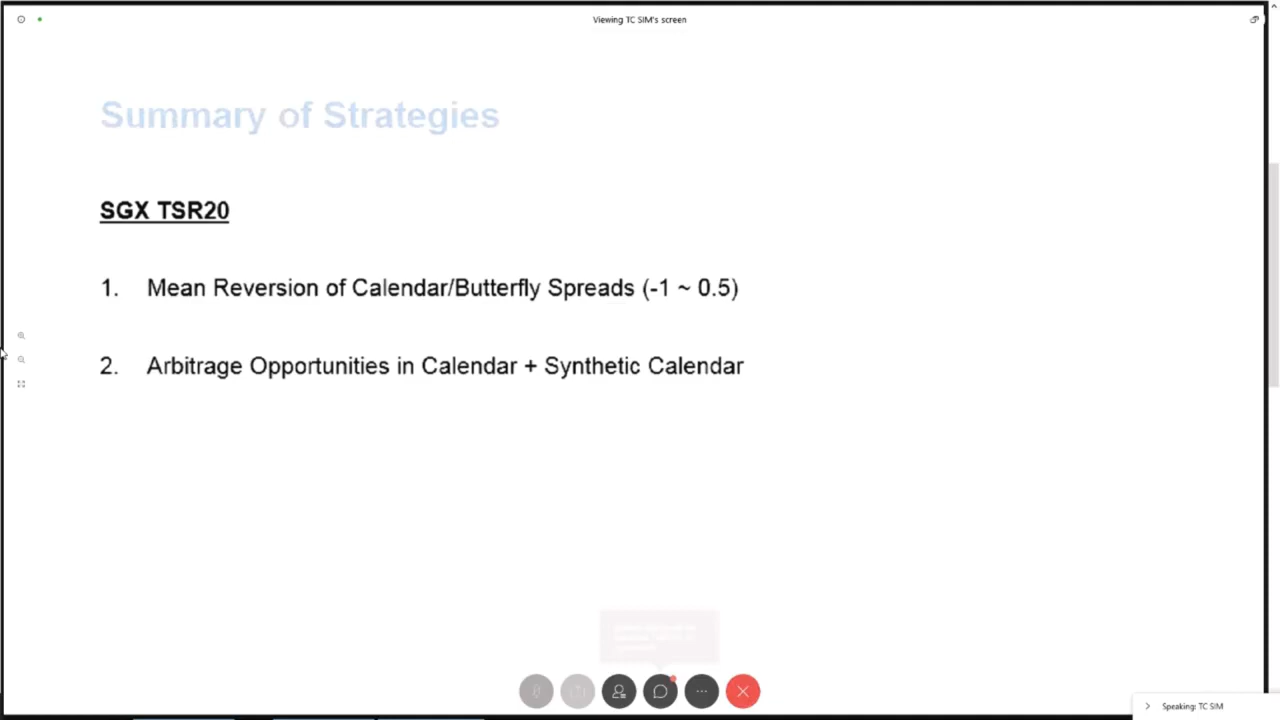 Viewing TC SIM's screen
Summary of Strategies
SGX TSR20
1. Mean Reversion of Calendar/Butterfly Spreads (-1 ~ 0.5)
2. Arbitrage Opportunities in Calendar + Synthetic Calendar
Speaking: TC SIM